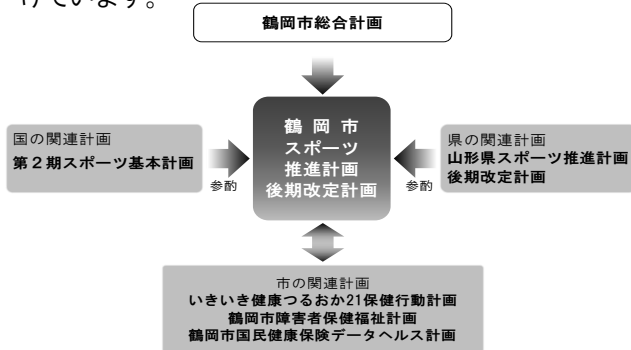 けています。
鶴岡市総合計画
国の関連計画
第２期スポーツ基本計画
参酌
鶴岡市
スポーツ
推進計画
後期改定計画
参酌
県の関連計画
山形県スポーツ推進計画
後期改定計画
市の関連計画
いきいき健康つるおか21保健行動計画
鶴岡市障害者保健福祉計画
鶴岡市国民健康保険データヘルス計画